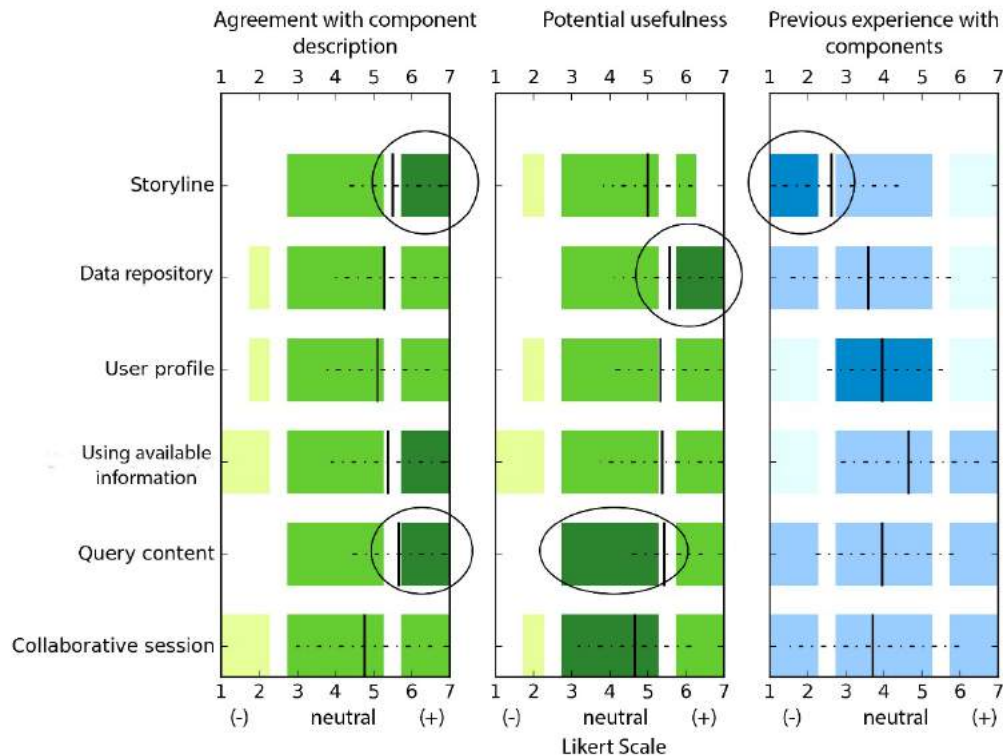 Agreement with component
description
Potential usefulness
Previous experience with
components
1 2 3 4 5 6 7
1 2 3 4 5 6 7
1 2 3 4 5 6 7
Storyline
Data repository
User profile
Using available
information
Query content
Collaborative session
1 2 3 4 5 6 7
1 2 3 4 5 6 7
1 2 3 4 5 6 7
(-) neutral (+)
(-) neutral (+)
(-) neutral (+)
Likert Scale